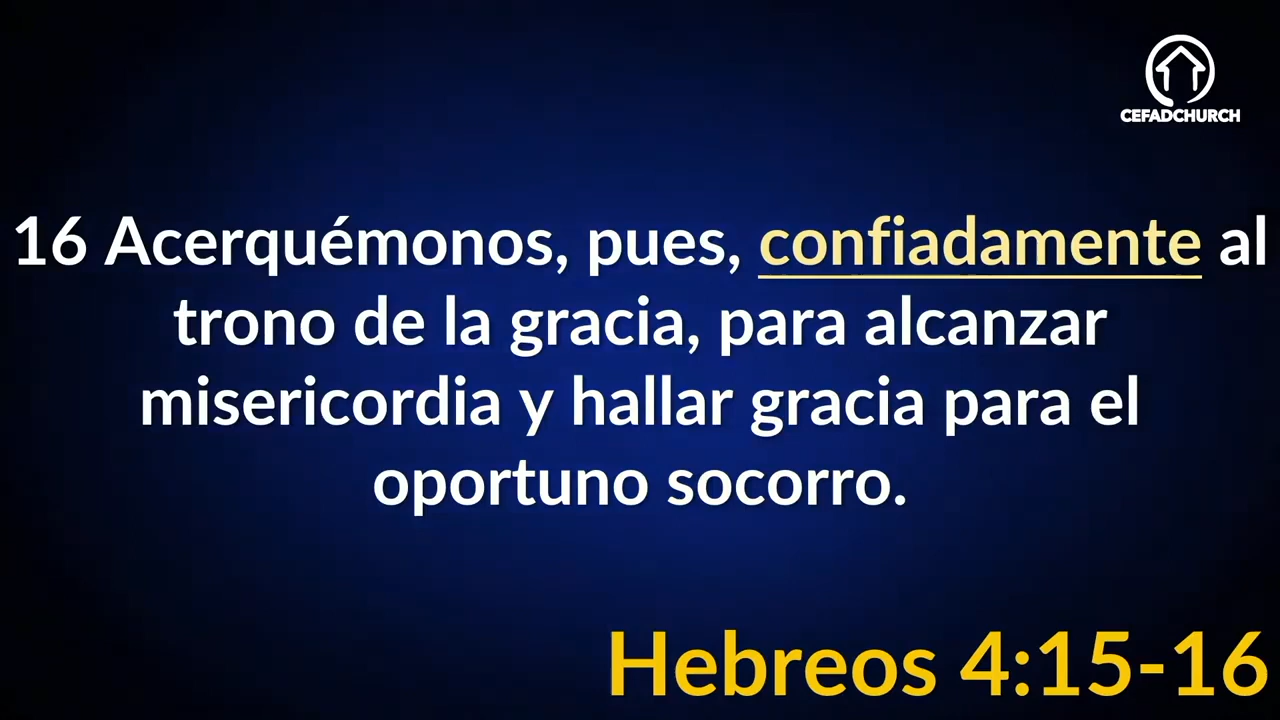 CEFADCHURCH
16 Acerquémonos, pues, confiadamente al
trono de la gracia, para alcanzar
misericordia y hallar gracia para el
oportuno socorro.
Hebreos 4:15-16